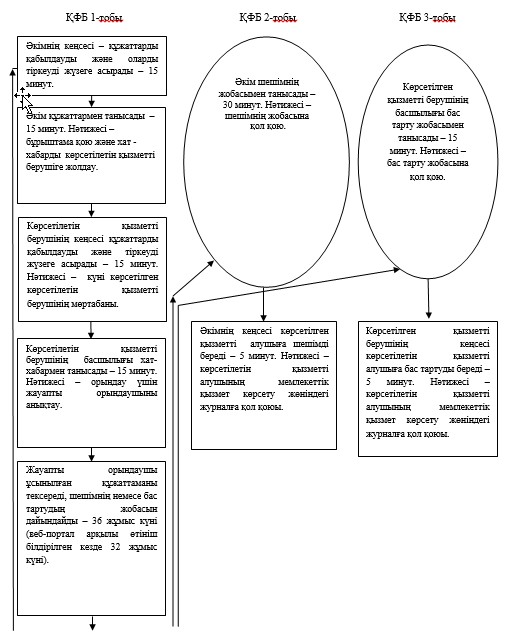 ҚФБ 1-тобы
ҚФБ 2-тобы
ҚФБ 3-тобы
Әкімнің кеңсесі – құжаттарды
қабылдауды және оларды
тіркеуді жүзеге асырады – 15
минут.
Әкім құжаттармен танысады –
15 минут. Нәтижесі –
бұрыштама қою және хат -
хабарды көрсетілетін қызметті
берушіге жолдау.
Көрсетілетін қызметті
берушінің кеңсесі құжаттарды
қабылдауды және тіркеуді
жүзеге асырады – 15 минут.
Нәтижесі – күні көрсетілген
көрсетілетін қызметті
берушінің мөртабаны.
Көрсетілетін қызметті
берушінің басшылығы хат-
хабармен танысады – 15 минут.
Нәтижесі – орындау үшін
жауапты орындаушыны
анықтау.
Жауапты орындаушы
ұсынылған құжаттаманы
тексереді, шешімнің немесе бас
тартудың жобасын
дайындайды – 36 жұмыс күні
(веб-портал арқылы өтініш
білдірілген кезде 32 жұмыс
күні).
Әкім шешімнің
жобасымен танысады –
30 минут. Нәтижесі –
шешімнің жобасына
қол қою.
Әкімнің кеңсесі көрсетілген
қызметті алушыға шешімді
береді – 5 минут. Нәтижесі –
көрсетілетін қызметті
алушының мемлекеттік
қызмет көрсету жөніндегі
журналға қол қоюы.
Көрсетілген
қызметті берушінің
басшылығы бас
тарту жобасымен
танысады – 15
минут. Нәтижесі –
бас тарту жобасына
қол қою.
Көрсетілген қызметті
берушінің кеңсесі
көрсетілетін қызметті
алушыға бас тартуды береді –
5 минут. Нәтижесі –
көрсетілетін қызметті
алушының мемлекеттік
қызмет көрсету жөніндегі
журналға қол қоюы.